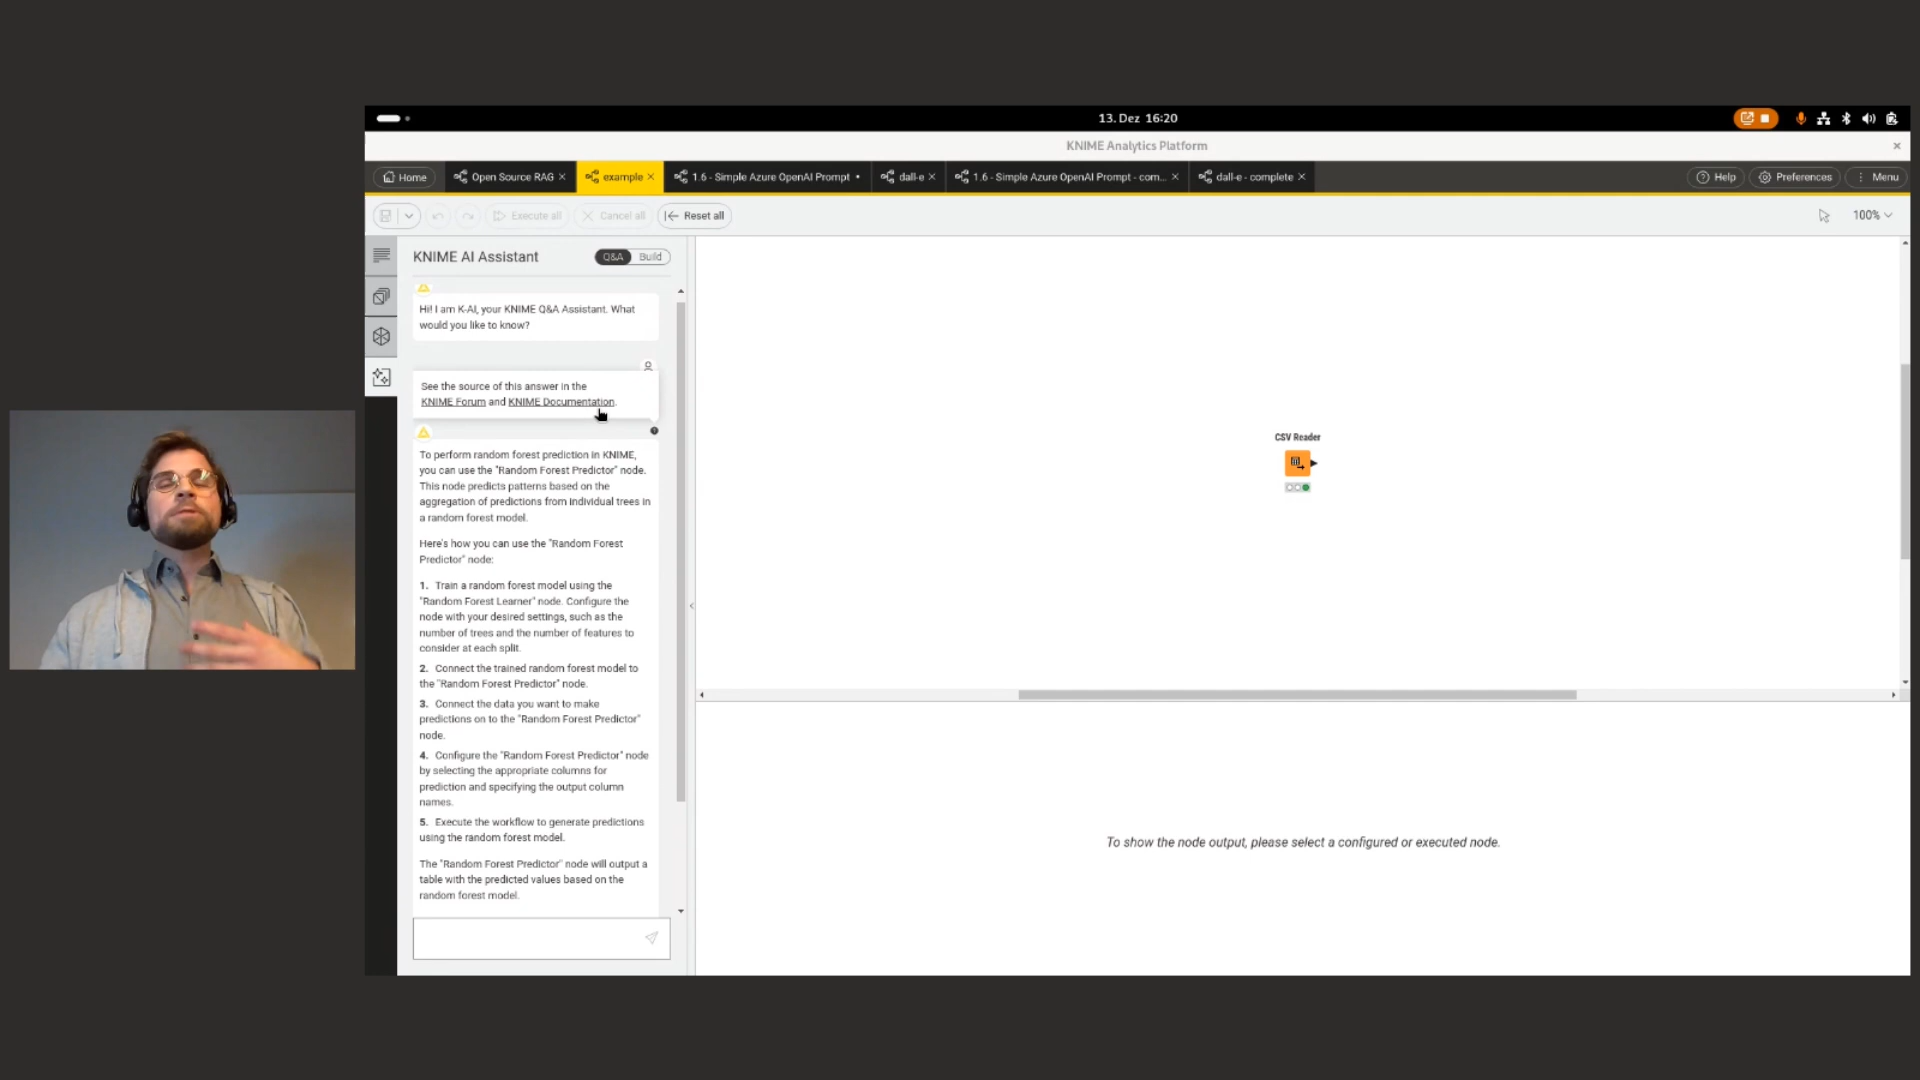 13. Dez 16:20
KNIME Analytics Platform
Home
Open Source RAG
example
1.6 - Simple Azure OpenAI Prompt
dall-e
1.6 - Simple Azure OpenAI Prompt - com...
dall-e - complete
Help
Preferences
Menu
Execute all
Cancel all
Reset all
100%
KNIME AI Assistant
Q&A
Build
Hi! I am K-AI, your KNIME Q&A Assistant. What
would you like to know?
See the source of this answer in the
KNIME Forum and KNIME Documentation.
To perform random forest prediction in KNIME,
you can use the "Random Forest Predictor" node.
This node predicts patterns based on the
aggregation of predictions from individual trees in
a random forest model.
Here's how you can use the "Random Forest
Predictor" node:
1. Train a random forest model using the
"Random Forest Learner" node. Configure the
node with your desired settings, such as the
number of trees and the number of features to
consider at each split.
2. Connect the trained random forest model to
the "Random Forest Predictor" node.
3. Connect the data you want to make
predictions on to the "Random Forest Predictor"
node.
4. Configure the "Random Forest Predictor" node
by selecting the appropriate columns for
prediction and specifying the output column
names.
5. Execute the workflow to generate predictions
using the random forest model.
The "Random Forest Predictor" node will output a
table with the predicted values based on the
random forest model.
CSV Reader
To show the node output, please select a configured or executed node.